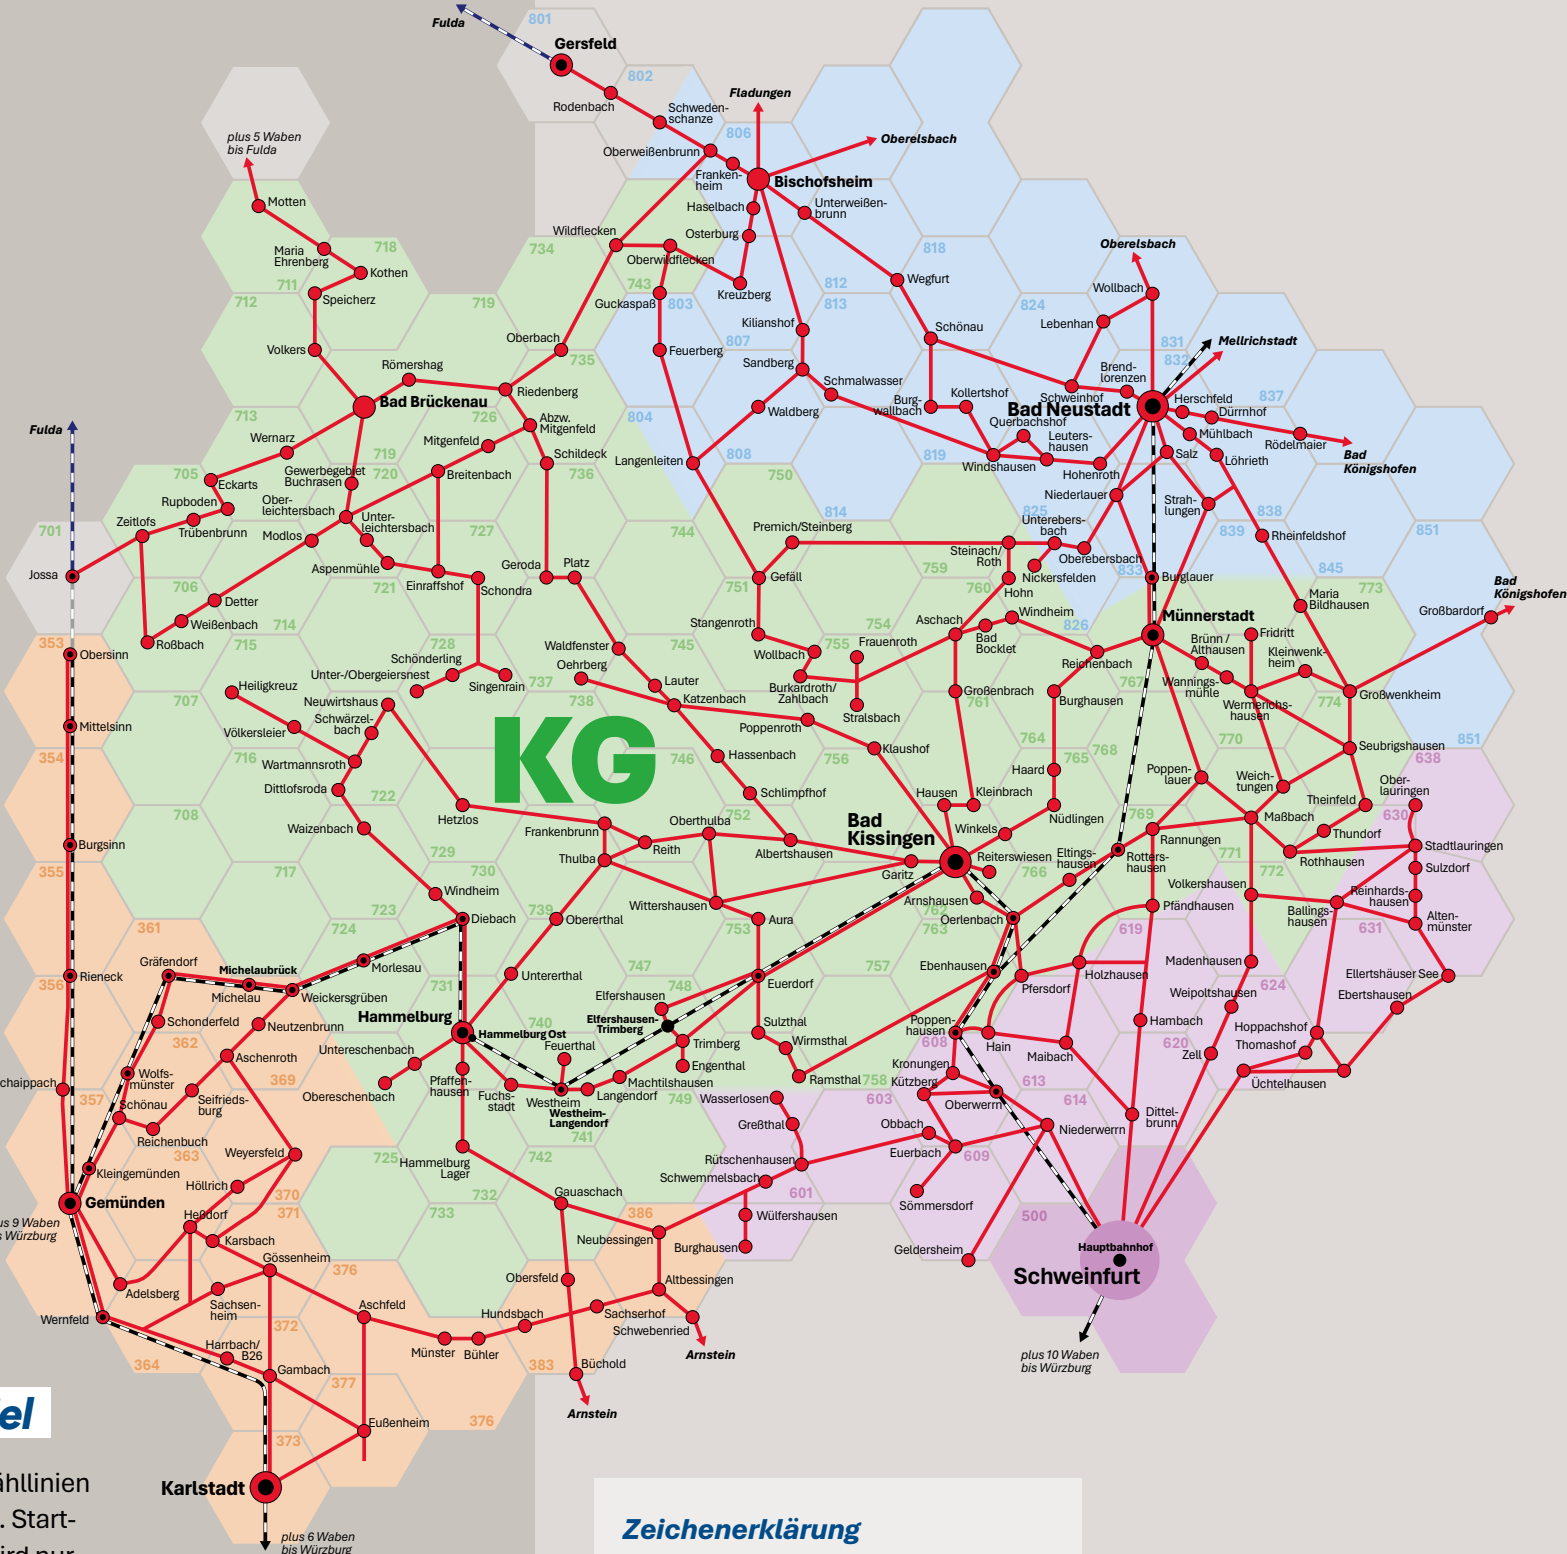 Fulda
801
Gersfeld
802
Rodenbach
Schweden-
schanze
Fladungen
806
Oberelsbach
plus 5 Waben
bis Fulda
Oberweißenbrunn
Franken-
heim
Bischofsheim
Motten
Haselbach
Unterweißen-
brunn
Maria
Ehrenberg
718
734
Wildflecken
Osterburg
818
Oberelsbach
Kothen
Oberwildflecken
711
743
Kreuzberg
812
Wegfurt
Wollbach
712
Speicherz
719
Guckaspaß
803
813
824
Lebenhan
Kilianshof
Volkers
Oberbach
807
Schönau
831
Mellrichstadt
Römershag
735
Feuerberg
Sandberg
832
Brend-
lorenzen
Riedenberg
Schmalwasser
Kollertshof
Schweinhof
Herschfeld
837
Bad Brückenau
Burg-
wallbach
Bad Neustadt
Dürrnhof
713
726
Abzw.
Mitgenfeld
804
Waldberg
Querbachshof
Fulda
Wernarz
Mitgenfeld
Leuters-
hausen
Mühlbach
Rödelmaier
719
Schildeck
Langenleiten
808
819
Windshausen
Hohenroth
Salz
Löhrieth
Bad
Königshofen
705
Eckarts
Gewerbegebiet
Buchrasen
720
Breitenbach
736
750
Niederlauer
Rupboden
Ober-
leichtersbach
814
825
Strah-
lungen
838
Zeitlofs
Trübenbrunn
Unter-
leichtersbach
Premich/Steinberg
Unterebers-
bach
701
Modlos
727
744
839
851
Rheinfeldshof
Jossa
Aspenmühle
Geroda
Platz
Steinach/
Roth
Oberebersbach
759
833
845
Einraffshof
Schondra
Gefäll
Nickersfelden
Burglauer
706
721
751
760
Hohn
773
Bad
Königshofen
Detter
Maria
Bildhausen
Großbardorf
714
Weißenbach
Stangenroth
754
Aschach
Windheim
826
Münnerstadt
353
Roßbach
715
728
Waldfenster
745
755
Frauenroth
Bad
Bocklet
Brünn /
Althausen
Fridritt
Obersinn
Schönderling
Oehrberg
Wollbach
Reichenbach
Kleinwenk-
heim
Unter-/Obergeiersnest
Singenrain
737
Lauter
Burkardroth/
Zahlbach
767
Wannings-
mühle
Heiligkreuz
707
Neuwirtshaus
738
Katzenbach
Großenbrach
Burghausen
Wermerichs-
hausen
774
Großwenkheim
Mittelsinn
Schwärzel-
bach
KG
Stralsbach
761
Völkersleier
Poppenroth
764
768
770
Seubrigshausen
851
354
716
Wartmannsroth
746
Hassenbach
756
Klaushof
765
638
Dittlofsroda
Haard
Poppen-
lauer
Weich-
tungen
Ober-
lauringen
722
Schlimpfhof
Hausen
Kleinbrach
Theinfeld
708
Hetzlos
Frankenbrunn
Oberthulba
752
Bad
Kissingen
Winkels
Nüdlingen
769
Maßbach
630
Waizenbach
Rannungen
Thundorf
Burgsinn
729
Reith
Albertshausen
Reiterswiesen
Eltings-
hausen
Rotters-
hausen
Stadtlauringen
355
717
730
Thulba
Garitz
766
771
772
Rothhausen
Sulzdorf
Windheim
Wittershausen
Arnshausen
Volkershausen
Reinhards-
hausen
723
Diebach
739
Obererthal
Aura
762
Oerlenbach
Pfändhausen
Ballings-
hausen
Alten-
münster
361
724
753
763
619
631
Gräfendorf
Michelaubrück
Morlesau
Rieneck
Ebenhausen
Madenhausen
Michelau
Weickersgrüben
731
Untererthal
747
757
Pfersdorf
Holzhausen
Ellertshäuser See
356
748
Euerdorf
624
Elfershausen
Weipoltshausen
Ebertshausen
Schonderfeld
Neutzenbrunn
Hammelburg
740
Elfershausen-
Trimberg
Sulzthal
Poppen-
hausen
Hambach
Hoppachshof
362
Hammelburg Ost
Feuerthal
Wirmsthal
608
Hain
Maibach
620
Thomashof
Untereschenbach
Trimberg
Aschenroth
Engenthal
Kronungen
Zell
Wolfs-
münster
369
Pfaffen-
hausen
Machtilshausen
Ramsthal
758
Kützberg
613
Üchtelhausen
Obereschenbach
Fuchs-
stadt
Westheim
Langendorf
749
Wasserlosen
603
Oberwerrn
614
357
Schönau
Seifrieds-
burg
Westheim-
Langendorf
Greßthal
Obbach
Dittel-
brunn
Reichenbuch
741
Niederwerrn
363
Weyersfeld
725
Hammelburg
Lager
742
Rütschenhausen
Euerbach
609
Kleingemünden
Schwemmelsbach
Höllrich
370
732
Gauaschach
601
Sömmersdorf
Gemünden
371
733
386
Wülfershausen
500
Heßdorf
Karsbach
Neubessingen
Gössenheim
Burghausen
Geldersheim
Hauptbahnhof
376
Obersfeld
Altbessingen
Schweinfurt
Adelsberg
Sachsen-
heim
Aschfeld
Hundsbach
Sachserhof
Wernfeld
372
Schwebenried
Harrbach/
B26
Münster
Bühler
Arnstein
plus 10 Waben
bis Würzburg
364
Gambach
383
Büchold
377
Arnstein
Eußenheim
376
373
Karlstadt
Start-
plus 6 Waben
bis Würzburg
Zeichenerklärung